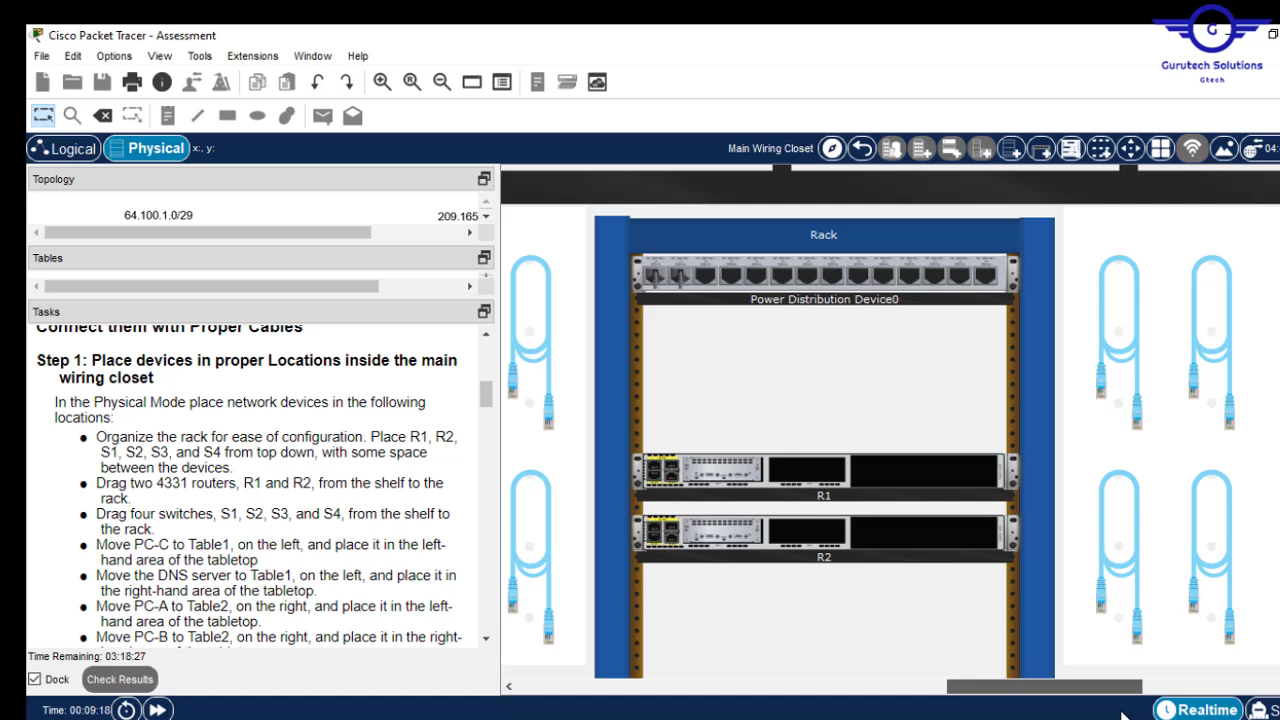 Cisco Packet Tracer - Assessment
G
Gurutech Solutions
Gtech
File Edit Options View Tools Extensions Window Help
Logical Physical x:, y: Main Wiring Closet 04:
Topology
64.100.1.0/29 209.165
Tables
Tasks
Connect them with Proper Cables
Step 1: Place devices in proper Locations inside the main
wiring closet
In the Physical Mode place network devices in the following
locations:
● Organize the rack for ease of configuration. Place R1, R2,
S1, S2, S3, and S4 from top down, with some space
between the devices.
● Drag two 4331 routers, R1 and R2, from the shelf to the
rack.
● Drag four switches, S1, S2, S3, and S4, from the shelf to
the rack.
● Move PC-C to Table1, on the left, and place it in the left-
hand area of the tabletop
● Move the DNS server to Table1, on the left, and place it in
the right-hand area of the tabletop.
● Move PC-A to Table2, on the right, and place it in the left-
hand area of the tabletop.
● Move PC-B to Table2, on the right, and place it in the right-
Time Remaining: 03:18:27
Dock Check Results
Rack
Power Distribution Device0
R1
R2
Time: 00:09:18 Realtime S